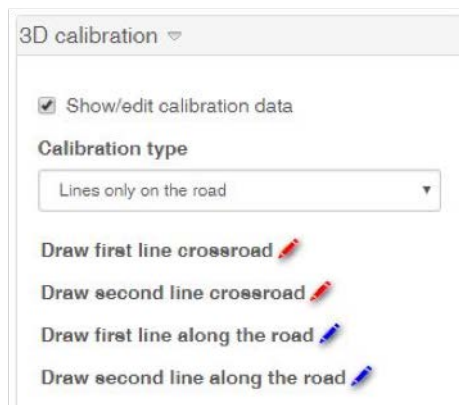 3D calibration
Show/edit calibration data
Calibration type
Lines only on the road
Draw first line crossroad
Draw second line crossroad
Draw first line along the road
Draw second line along the road